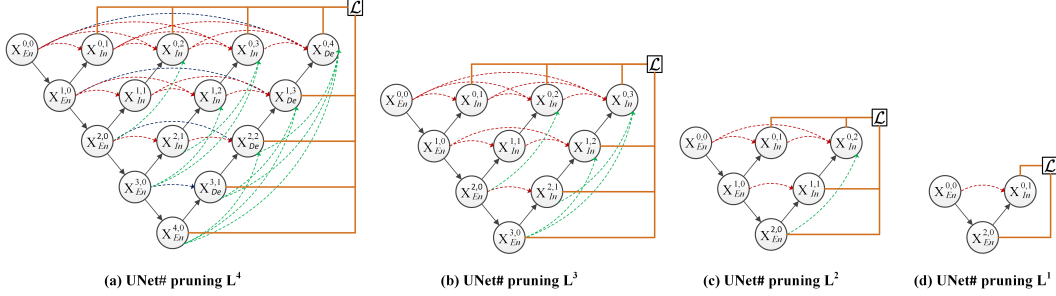 ℒ
X 0,0 En X 0,1 In X 0,2 In X 0,3 In X 0,4 De
X 1,0 En X 1,1 In X 1,2 In X 1,3 De
X 2,0 En X 2,1 In X 2,2 De
X 3,0 En X 3,1 De
X 4,0 En
(a) UNet# pruning L⁴
ℒ
X 0,0 En X 0,1 In X 0,2 In X 0,3 In
X 1,0 En X 1,1 In X 1,2 In
X 2,0 En X 2,1 In
X 3,0 En
(b) UNet# pruning L³
ℒ
X 0,0 En X 0,1 In X 0,2 In
X 1,0 En X 1,1 In
X 2,0 En
(c) UNet# pruning L²
ℒ
X 0,0 En X 0,1 In
X 2,0 En
(d) UNet# pruning L¹